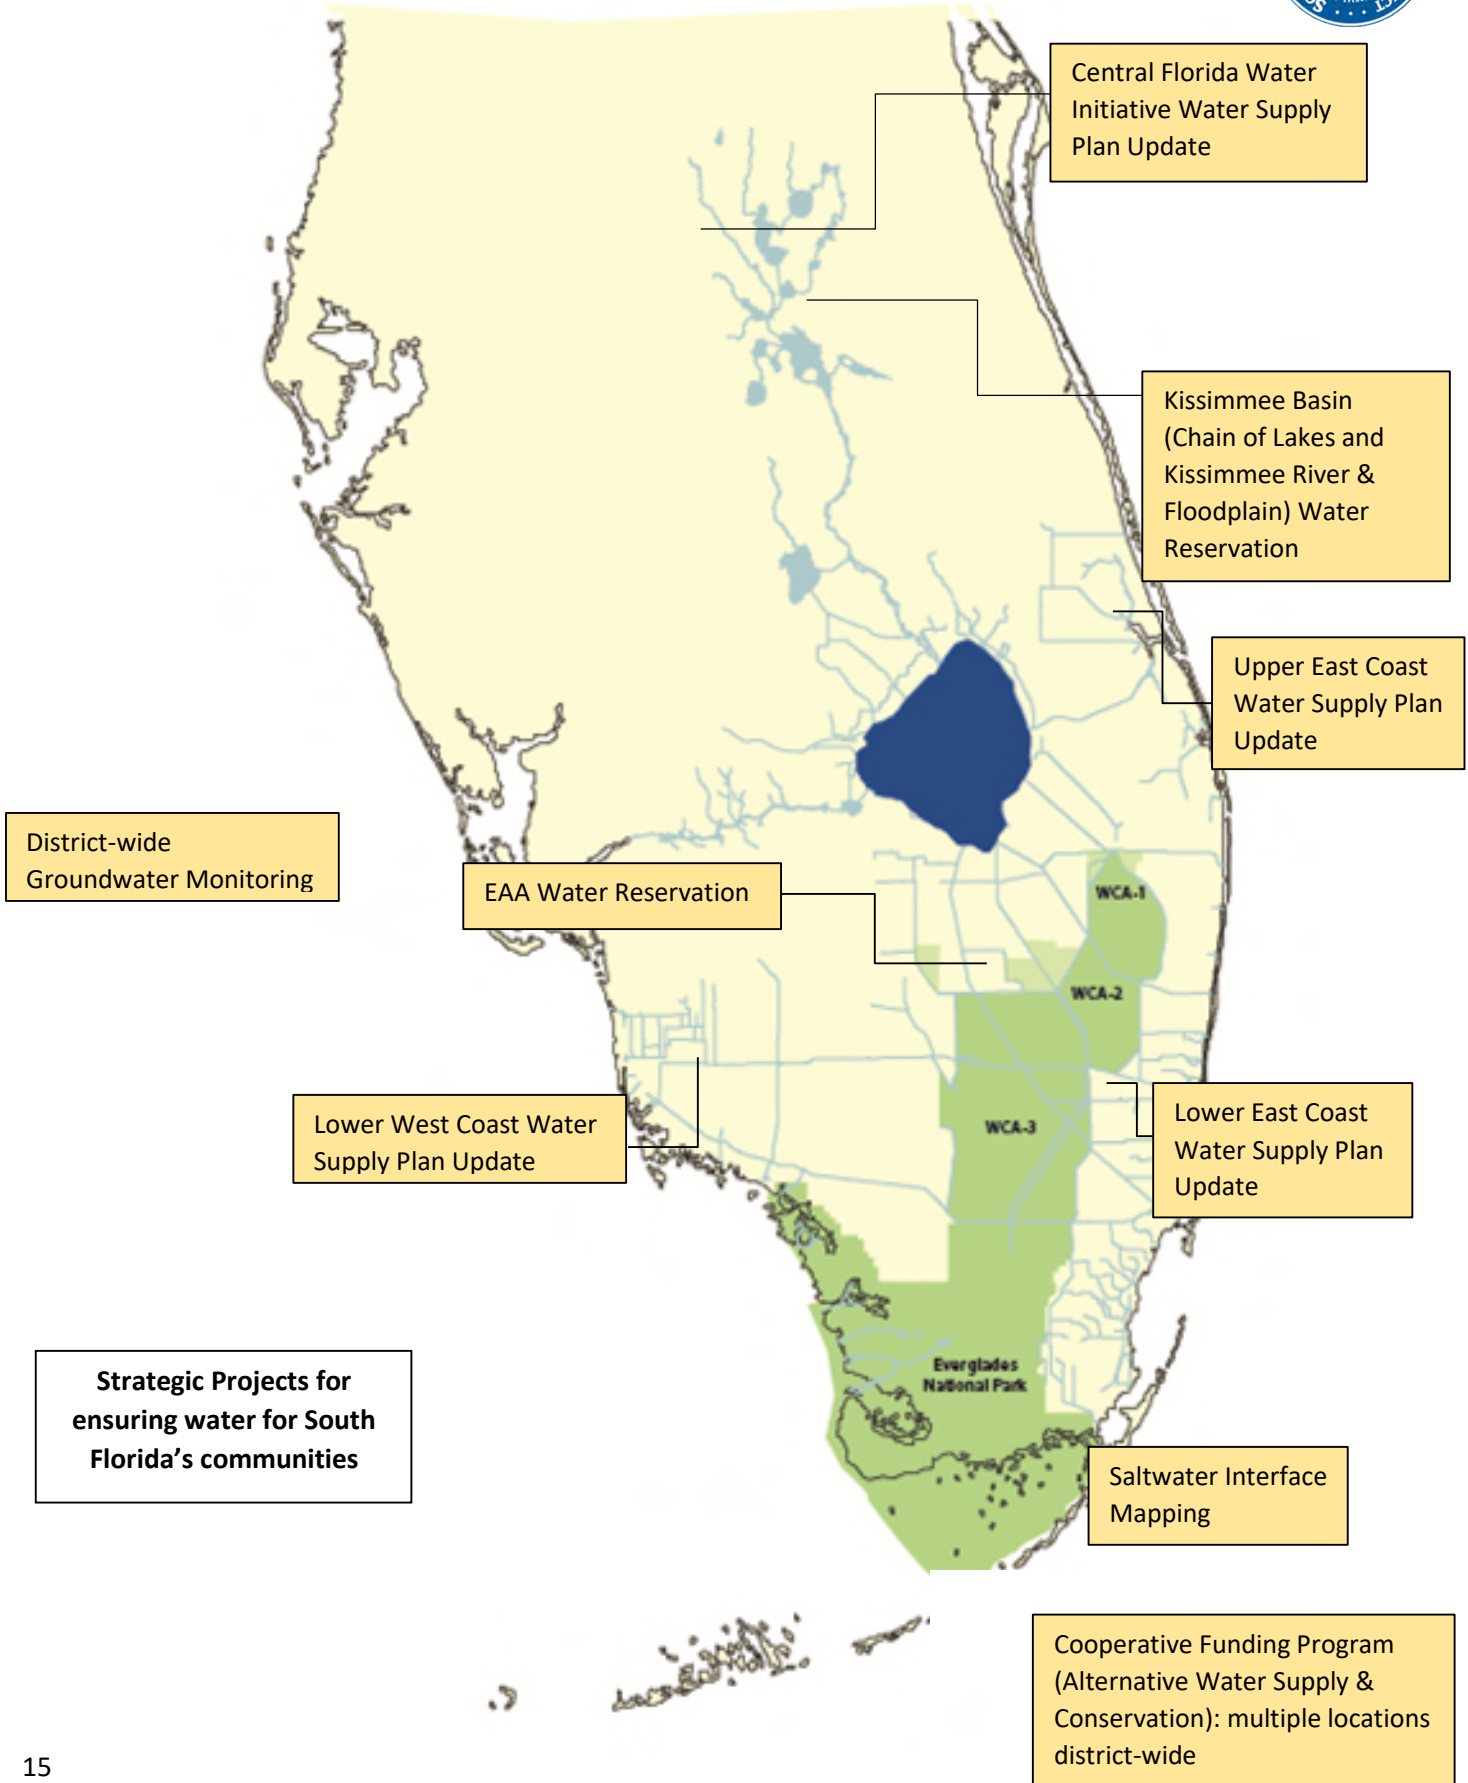 Central Florida Water
Initiative Water Supply
Plan Update
Kissimmee Basin
(Chain of Lakes and
Kissimmee River &
Floodplain) Water
Reservation
Upper East Coast
Water Supply Plan
Update
District-wide
Groundwater Monitoring
EAA Water Reservation
WCA-1
WCA-2
Lower West Coast Water
Supply Plan Update
WCA-3
Lower East Coast
Water Supply Plan
Update
Everglades
National Park
Strategic Projects for
ensuring water for South
Florida’s communities
Saltwater Interface
Mapping
Cooperative Funding Program
(Alternative Water Supply &
Conservation): multiple locations
district-wide
15